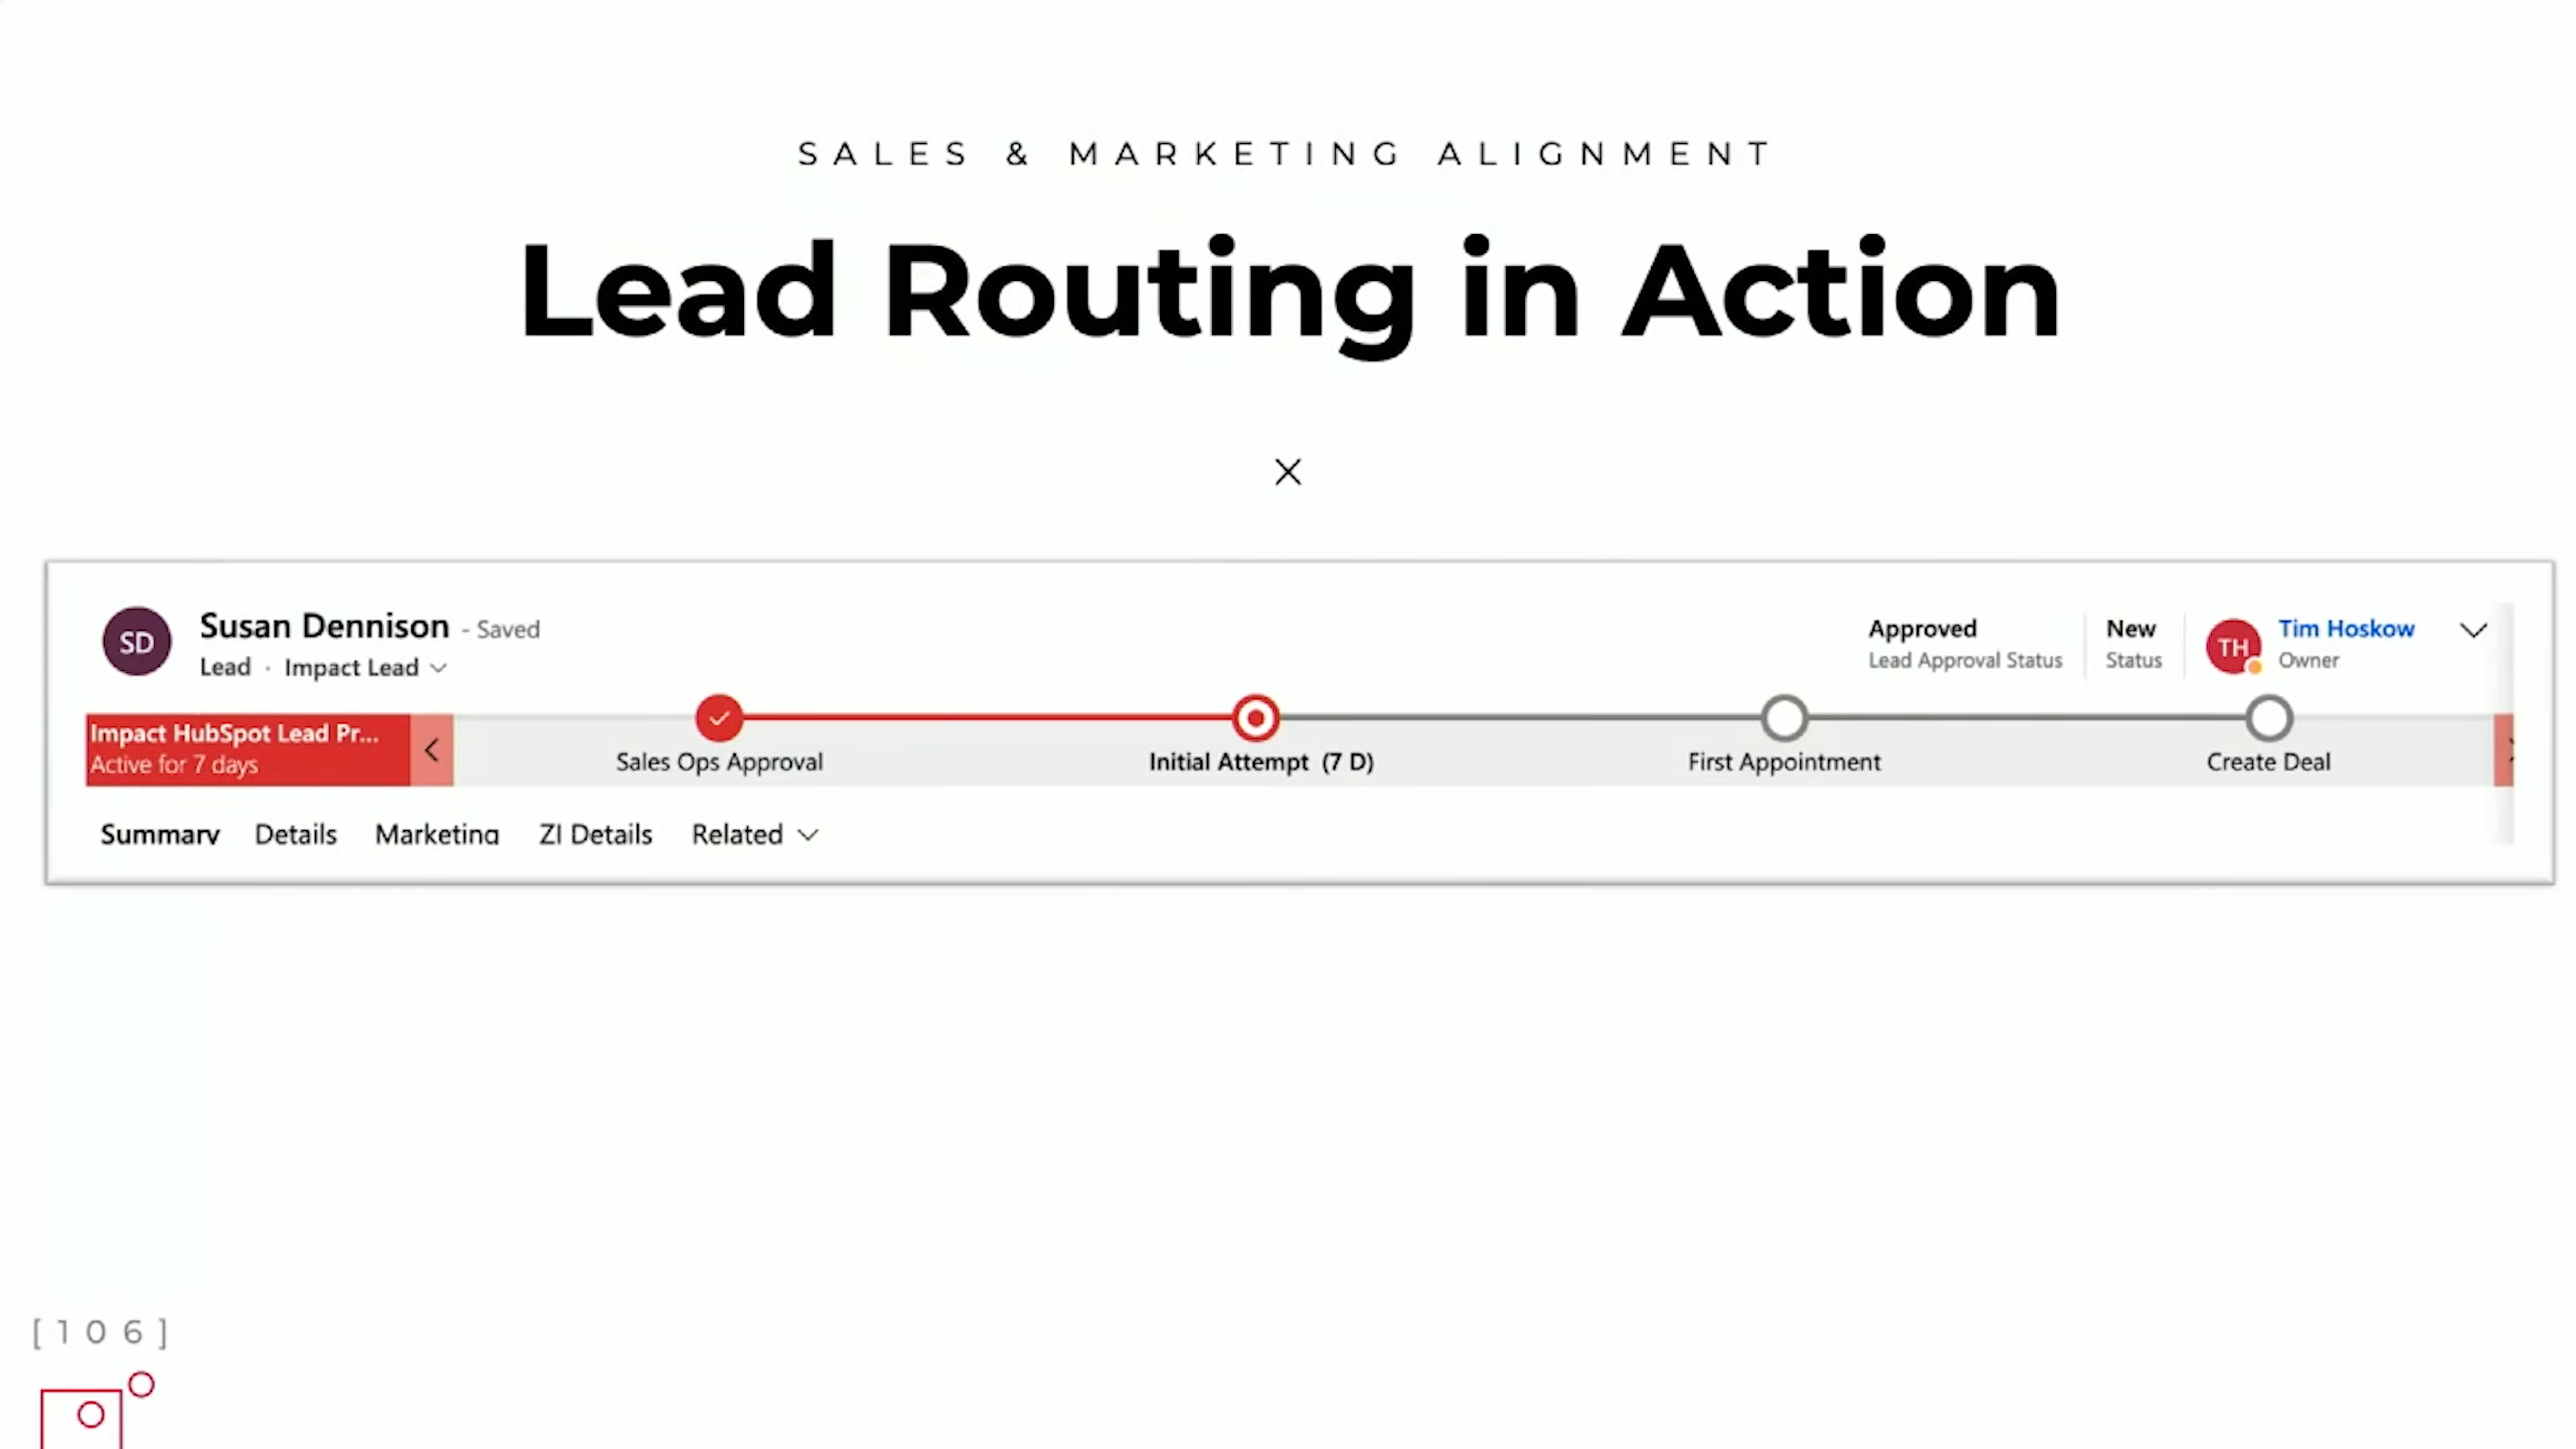 SALES & MARKETING ALIGNMENT
Lead Routing in Action
SD
Susan Dennison - Saved
Lead · Impact Lead
Approved
Lead Approval Status
New
Status
TH
Tim Hoskow
Owner
Impact HubSpot Lead Pr...
Active for 7 days
Sales Ops Approval
Initial Attempt (7 D)
First Appointment
Create Deal
Summary Details Marketing ZI Details Related
[106]